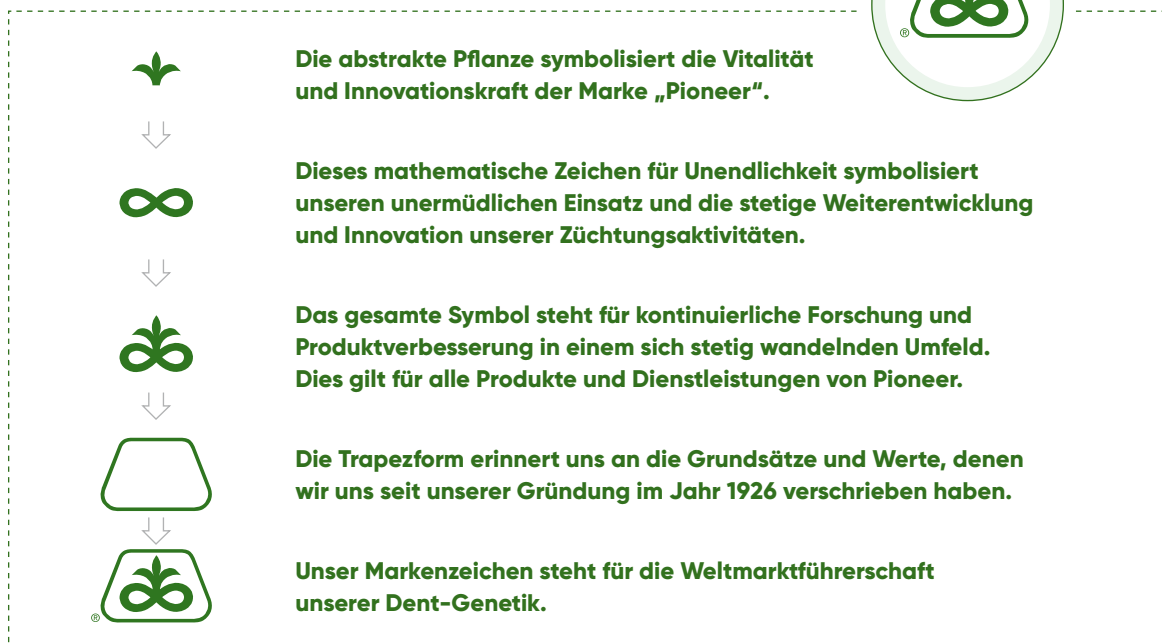 ®
Die abstrakte Pflanze symbolisiert die Vitalität
und Innovationskraft der Marke „Pioneer“.
Dieses mathematische Zeichen für Unendlichkeit symbolisiert
unseren unermüdlichen Einsatz und die stetige Weiterentwicklung
und Innovation unserer Züchtungsaktivitäten.
Das gesamte Symbol steht für kontinuierliche Forschung und
Produktverbesserung in einem sich stetig wandelnden Umfeld.
Dies gilt für alle Produkte und Dienstleistungen von Pioneer.
Die Trapezform erinnert uns an die Grundsätze und Werte, denen
wir uns seit unserer Gründung im Jahr 1926 verschrieben haben.
Unser Markenzeichen steht für die Weltmarktführerschaft
unserer Dent-Genetik.
®